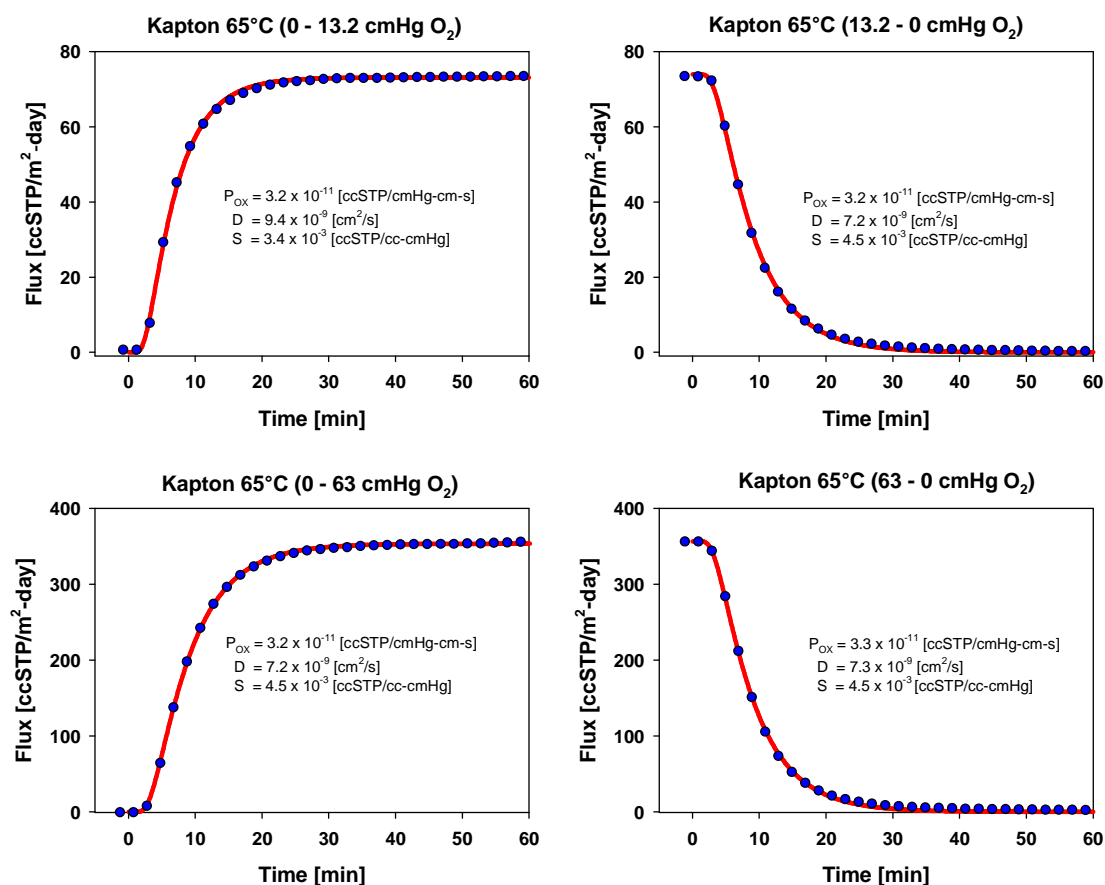 Kapton 65°C (0 - 13.2 cmHg O₂)
Flux [ccSTP/m²-day]
80
60
40
20
0
P_OX = 3.2 x 10⁻¹¹ [ccSTP/cmHg-cm-s]
D = 9.4 x 10⁻⁹ [cm²/s]
S = 3.4 x 10⁻³ [ccSTP/cc-cmHg]
0 10 20 30 40 50 60
Time [min]
Kapton 65°C (13.2 - 0 cmHg O₂)
Flux [ccSTP/m²-day]
80
60
40
20
0
P_OX = 3.2 x 10⁻¹¹ [ccSTP/cmHg-cm-s]
D = 7.2 x 10⁻⁹ [cm²/s]
S = 4.5 x 10⁻³ [ccSTP/cc-cmHg]
0 10 20 30 40 50 60
Time [min]
Kapton 65°C (0 - 63 cmHg O₂)
Flux [ccSTP/m²-day]
400
300
200
100
0
P_OX = 3.2 x 10⁻¹¹ [ccSTP/cmHg-cm-s]
D = 7.2 x 10⁻⁹ [cm²/s]
S = 4.5 x 10⁻³ [ccSTP/cc-cmHg]
0 10 20 30 40 50 60
Time [min]
Kapton 65°C (63 - 0 cmHg O₂)
Flux [ccSTP/m²-day]
400
300
200
100
0
P_OX = 3.3 x 10⁻¹¹ [ccSTP/cmHg-cm-s]
D = 7.3 x 10⁻⁹ [cm²/s]
S = 4.5 x 10⁻³ [ccSTP/cc-cmHg]
0 10 20 30 40 50 60
Time [min]